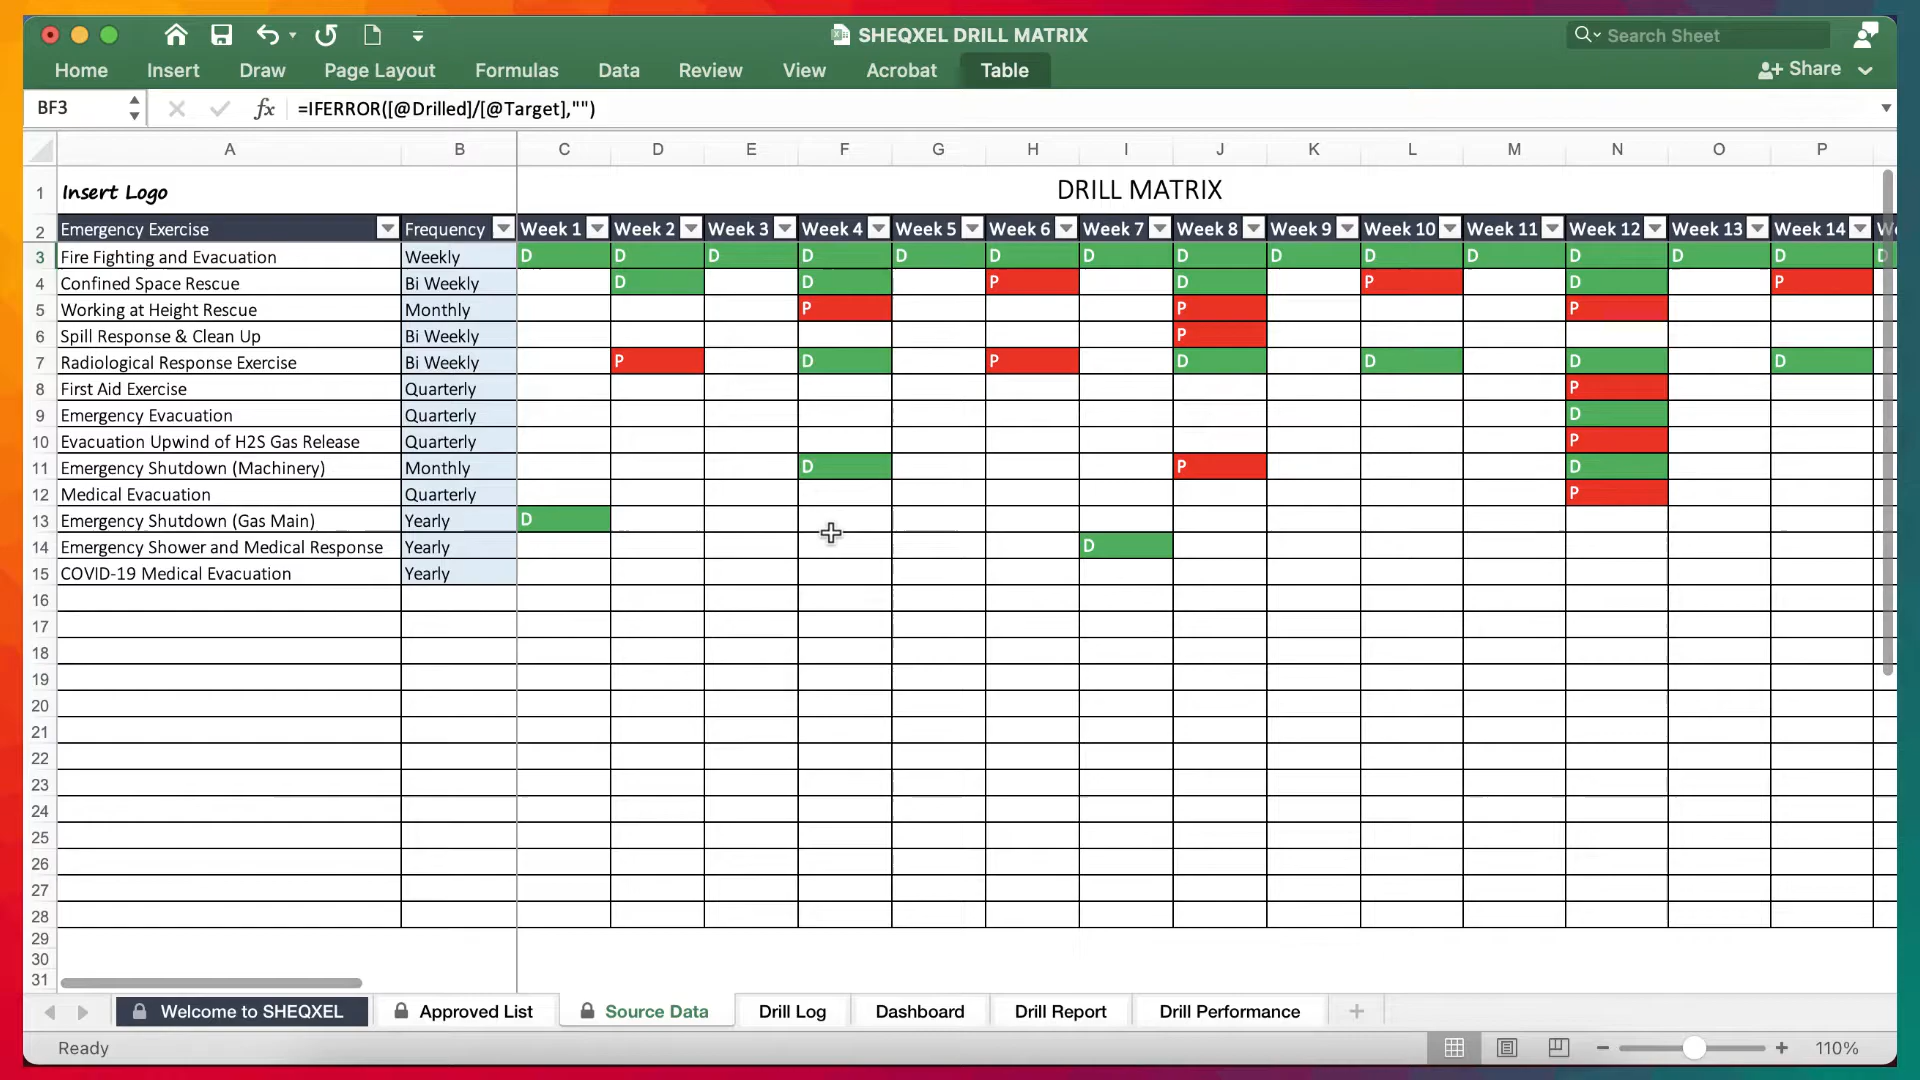 SHEQXEL DRILL MATRIX
Search Sheet
Home Insert Draw Page Layout Formulas Data Review View Acrobat Table Share
BF3 fx =IFERROR([@Drilled]/[@Target],"")
A B C D E F G H I J K L M N O P
1 Insert Logo DRILL MATRIX
2 Emergency Exercise Frequency Week 1 Week 2 Week 3 Week 4 Week 5 Week 6 Week 7 Week 8 Week 9 Week 10 Week 11 Week 12 Week 13 Week 14
3 Fire Fighting and Evacuation Weekly D D D D D D D D D D D D D D D
4 Confined Space Rescue Bi Weekly D D P D P D P
5 Working at Height Rescue Monthly P P P
6 Spill Response & Clean Up Bi Weekly P
7 Radiological Response Exercise Bi Weekly P D P D D D D
8 First Aid Exercise Quarterly P
9 Emergency Evacuation Quarterly D
10 Evacuation Upwind of H2S Gas Release Quarterly P
11 Emergency Shutdown (Machinery) Monthly D P D
12 Medical Evacuation Quarterly P
13 Emergency Shutdown (Gas Main) Yearly D
14 Emergency Shower and Medical Response Yearly D
15 COVID-19 Medical Evacuation Yearly
16
17
18
19
20
21
22
23
24
25
26
27
28
29
30
31
Welcome to SHEQXEL Approved List Source Data Drill Log Dashboard Drill Report Drill Performance
Ready 110%